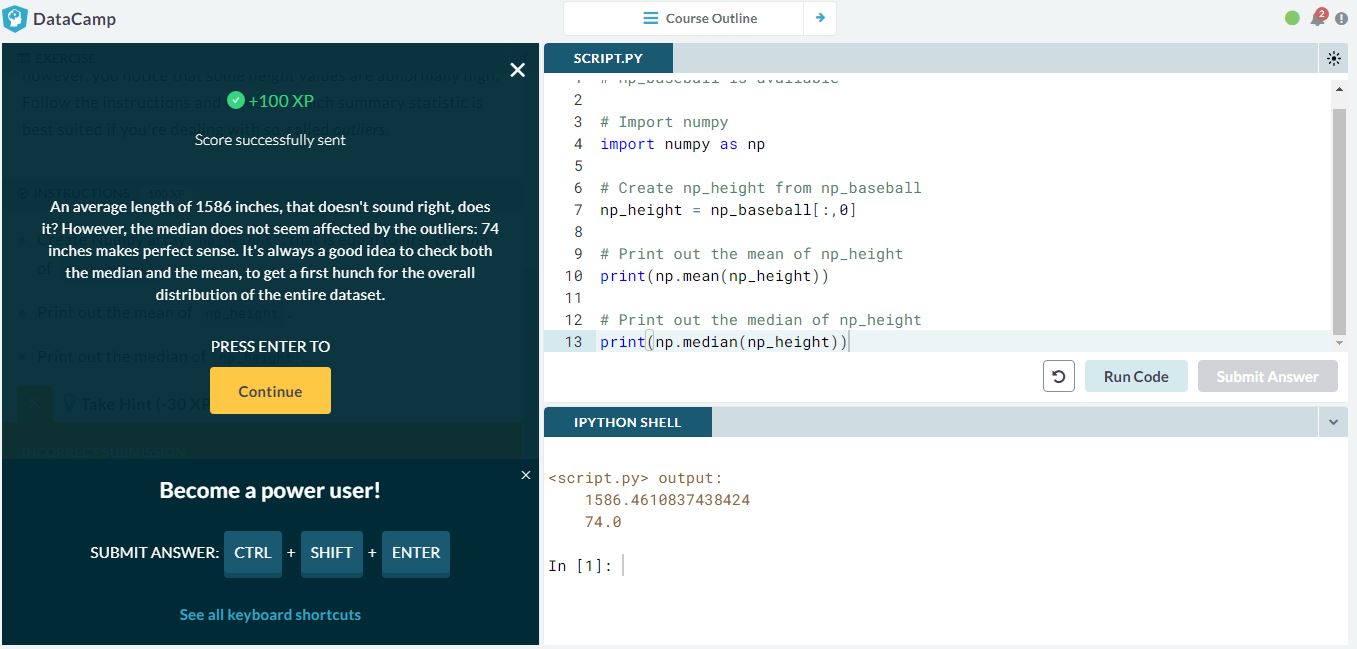 DataCamp
Course Outline
2
EXERCISE
however, you notice that some height values are abnormally high.
Follow the instructions and
ch summary statistic is
best suited if you're dealing with so-called outliers.
+100 XP
Score successfully sent
INSTRUCTIONS
100 XP
An average length of 1586 inches, that doesn't sound right, does
it? However, the median does not seem affected by the outliers: 74
inches makes perfect sense. It's always a good idea to check both
the median and the mean, to get a first hunch for the overall
distribution of the entire dataset.
Print out the mean of np_height.
PRESS ENTER TO
Print out the median of
Continue
Take Hint (-30 XP
INCORRECT SUBMISSION
Become a power user!
SUBMIT ANSWER: CTRL + SHIFT + ENTER
See all keyboard shortcuts
SCRIPT.PY
1 # np_baseball is available
2
3 # Import numpy
4 import numpy as np
5
6 # Create np_height from np_baseball
7 np_height = np_baseball[:,0]
8
9 # Print out the mean of np_height
10 print(np.mean(np_height))
11
12 # Print out the median of np_height
13 print(np.median(np_height))
Run Code
Submit Answer
IPYTHON SHELL
<script.py> output:
1586.4610837438424
74.0
In [1]: